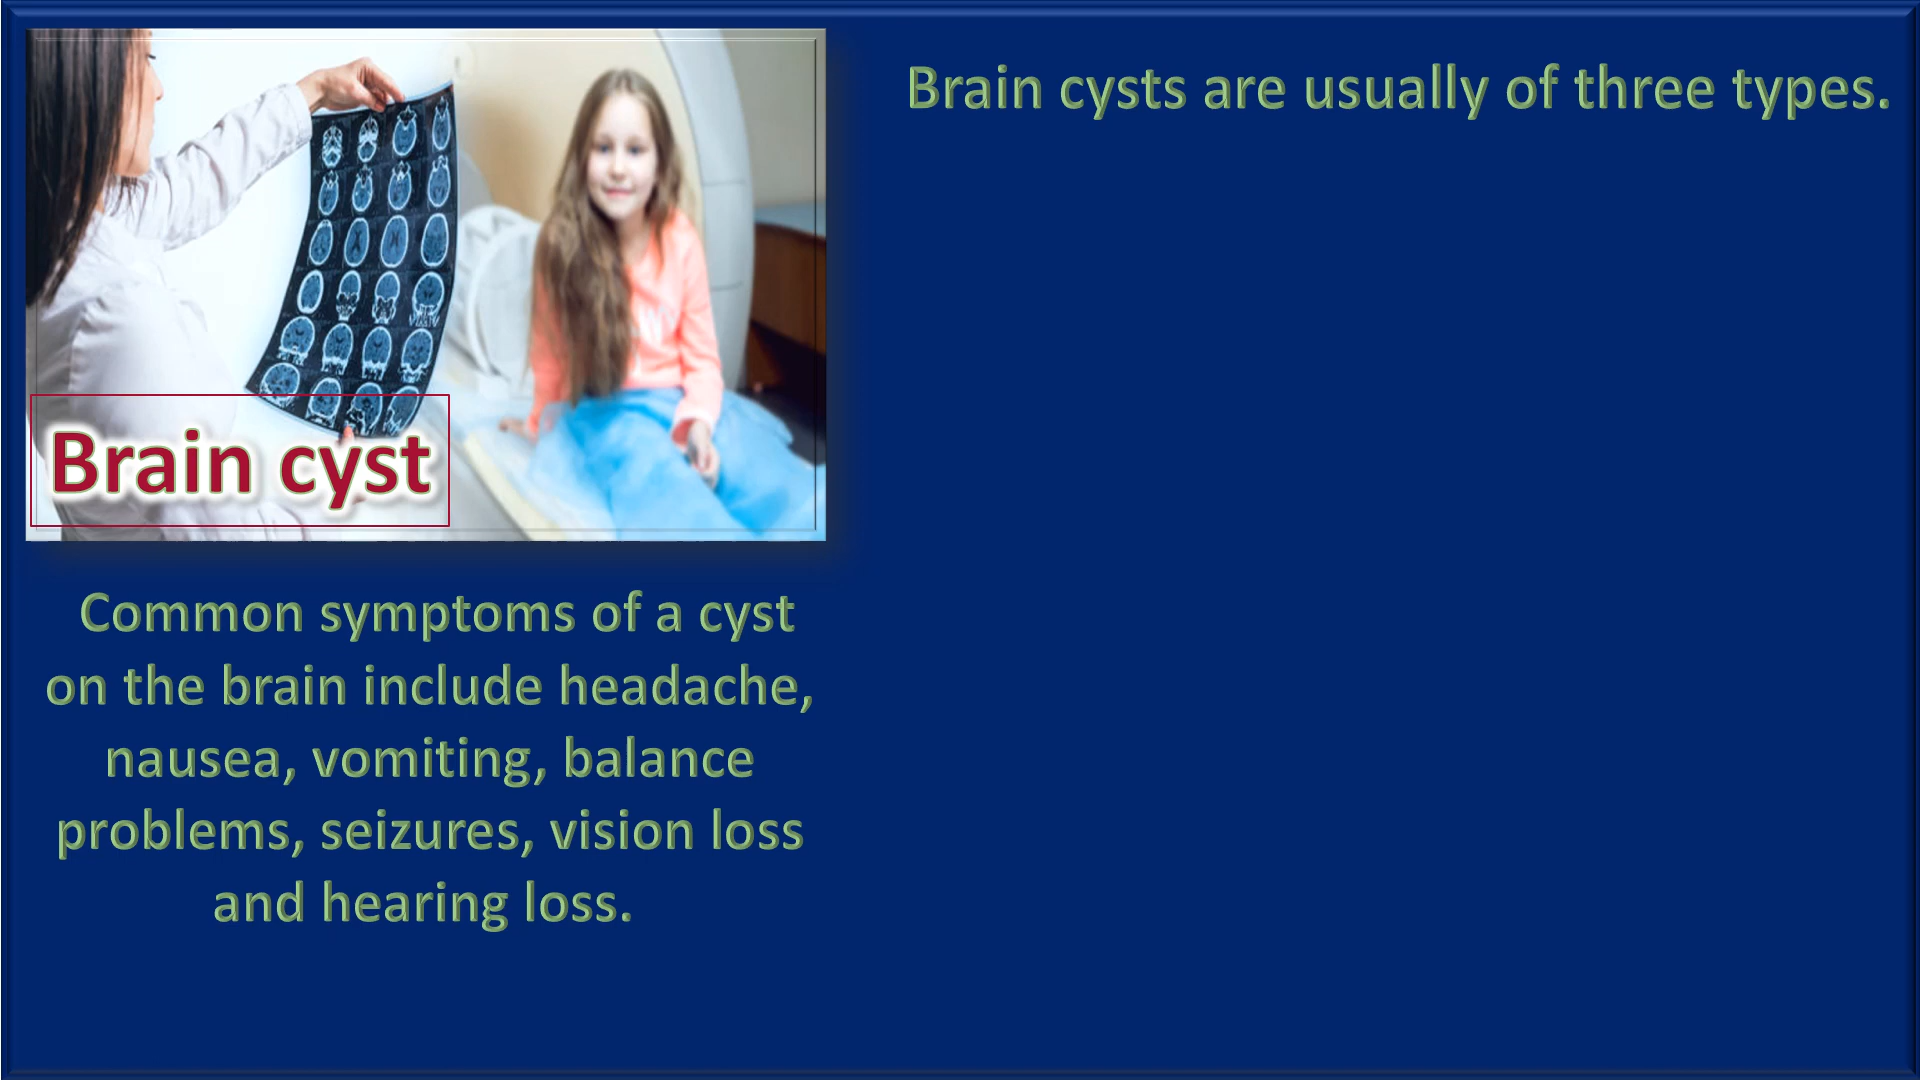 Brain cyst
Common symptoms of a cyst
on the brain include headache,
nausea, vomiting, balance
problems, seizures, vision loss
and hearing loss.
Brain cysts are usually of three types.